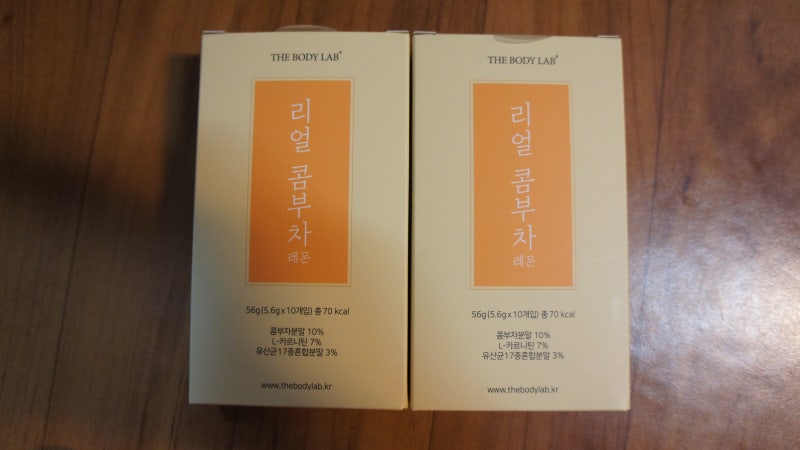 THE BODY LAB®
리얼 콤부차
레몬
56g(5.6g x 10개입) 총 70 kcal
콤부차분말 10%
L-카르니틴 7%
유산균17종혼합분말 3%
www.thebodylab.kr
THE BODY LAB®
리얼 콤부차
레몬
56g(5.6g x 10개입) 총 70 kcal
콤부차분말 10%
L-카르니틴 7%
유산균17종혼합분말 3%
www.thebodylab.kr